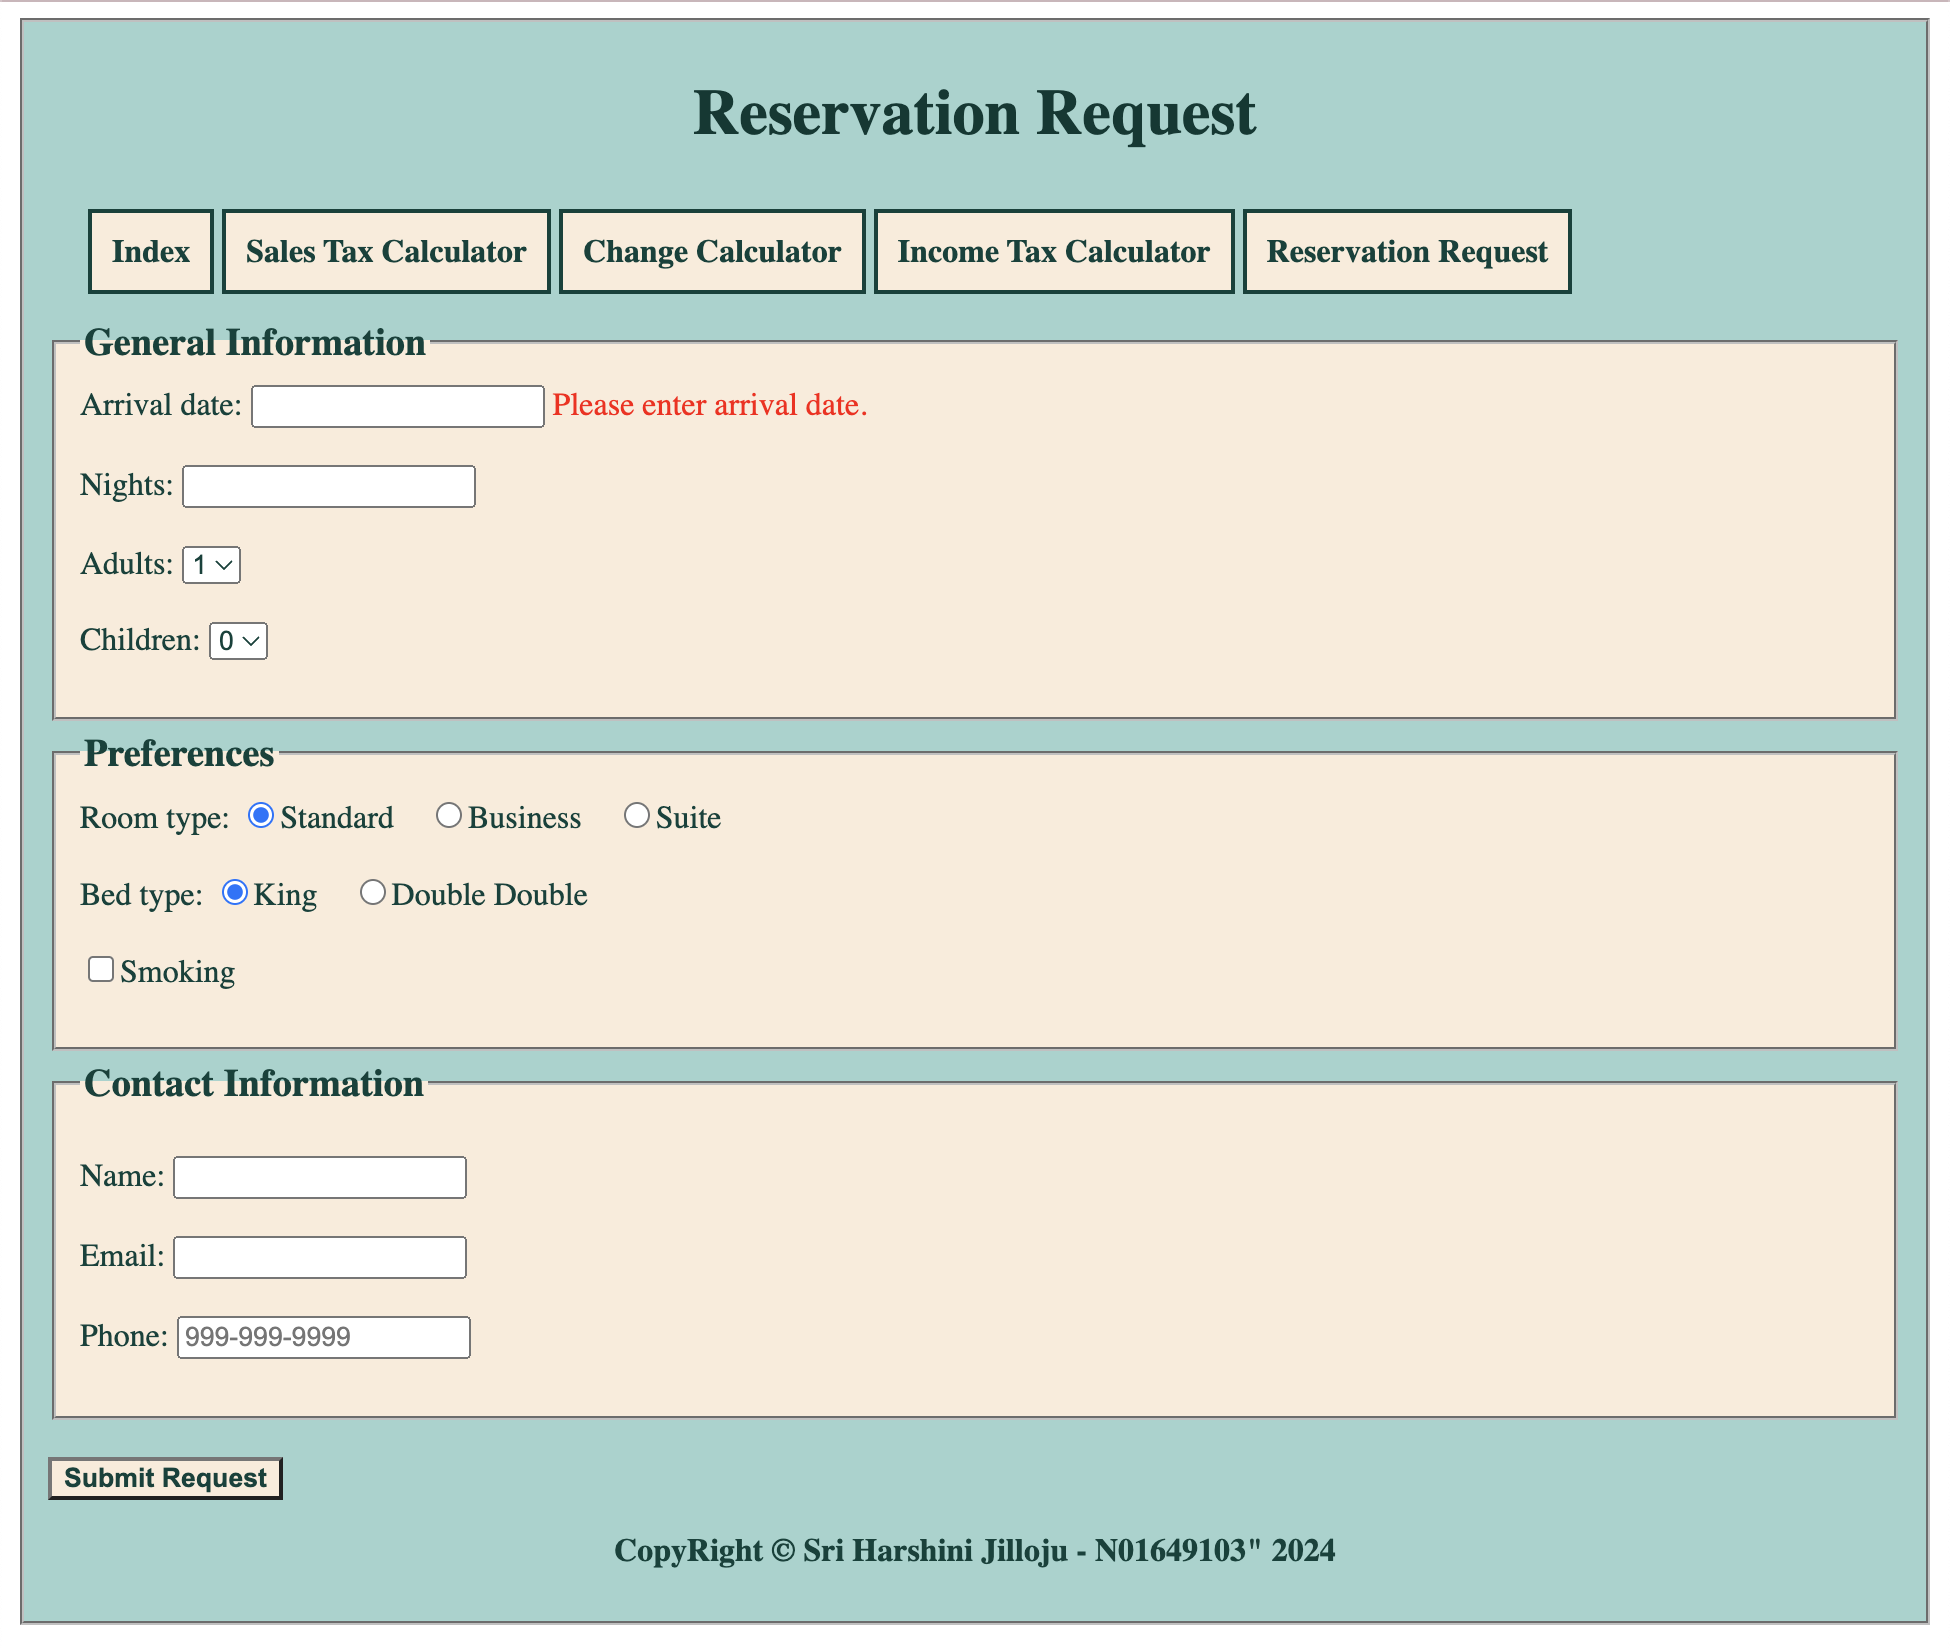 Reservation Request
Index Sales Tax Calculator Change Calculator Income Tax Calculator Reservation Request
General Information
Arrival date: Please enter arrival date.
Nights:
Adults: 1
Children: 0
Preferences
Room type: Standard Business Suite
Bed type: King Double Double
Smoking
Contact Information
Name:
Email:
Phone: 999-999-9999
Submit Request
CopyRight © Sri Harshini Jilloju - N01649103" 2024